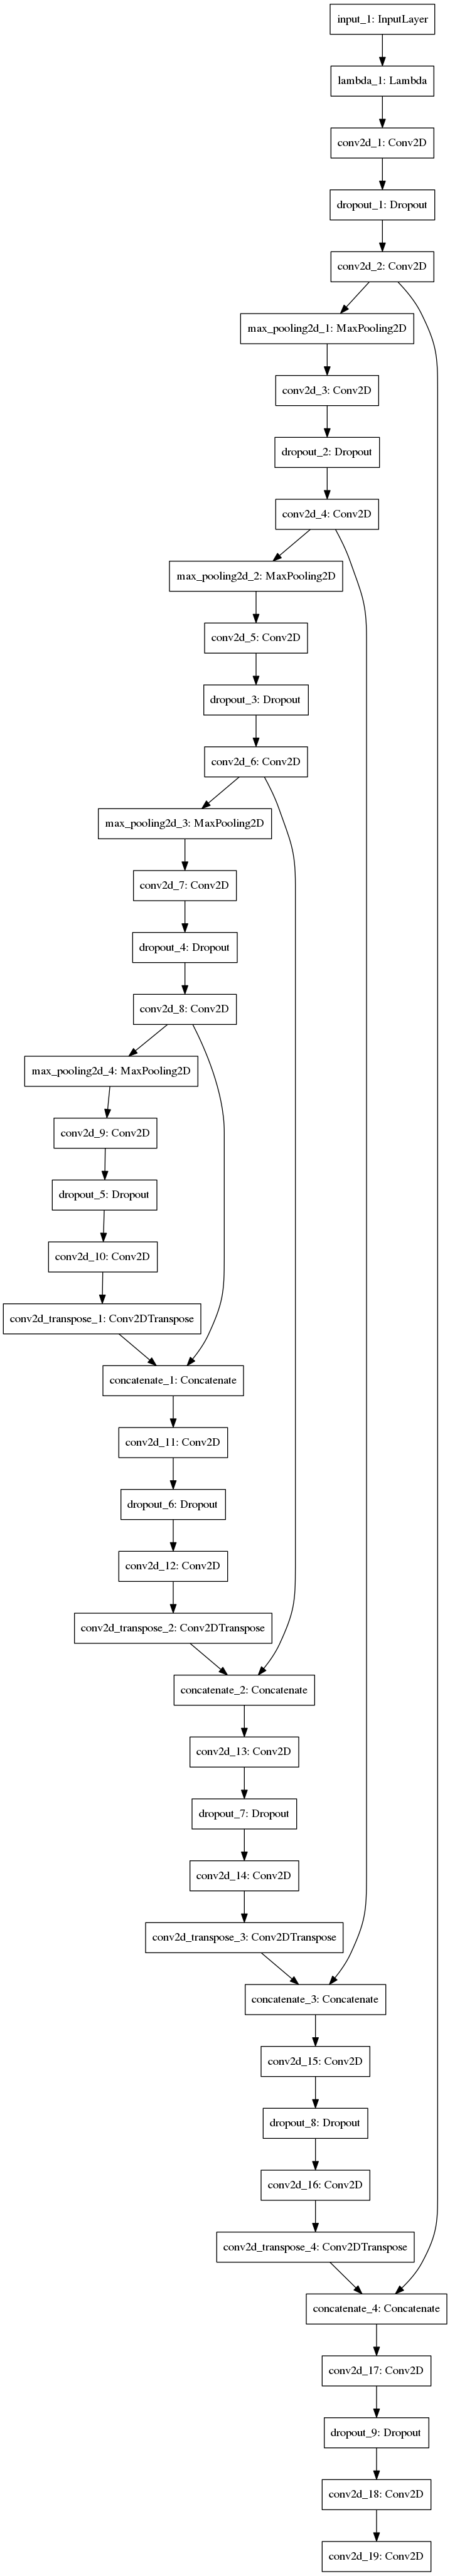 input_1: InputLayer
lambda_1: Lambda
conv2d_1: Conv2D
dropout_1: Dropout
conv2d_2: Conv2D
max_pooling2d_1: MaxPooling2D
conv2d_3: Conv2D
dropout_2: Dropout
conv2d_4: Conv2D
max_pooling2d_2: MaxPooling2D
conv2d_5: Conv2D
dropout_3: Dropout
conv2d_6: Conv2D
max_pooling2d_3: MaxPooling2D
conv2d_7: Conv2D
dropout_4: Dropout
conv2d_8: Conv2D
max_pooling2d_4: MaxPooling2D
conv2d_9: Conv2D
dropout_5: Dropout
conv2d_10: Conv2D
conv2d_transpose_1: Conv2DTranspose
concatenate_1: Concatenate
conv2d_11: Conv2D
dropout_6: Dropout
conv2d_12: Conv2D
conv2d_transpose_2: Conv2DTranspose
concatenate_2: Concatenate
conv2d_13: Conv2D
dropout_7: Dropout
conv2d_14: Conv2D
conv2d_transpose_3: Conv2DTranspose
concatenate_3: Concatenate
conv2d_15: Conv2D
dropout_8: Dropout
conv2d_16: Conv2D
conv2d_transpose_4: Conv2DTranspose
concatenate_4: Concatenate
conv2d_17: Conv2D
dropout_9: Dropout
conv2d_18: Conv2D
conv2d_19: Conv2D